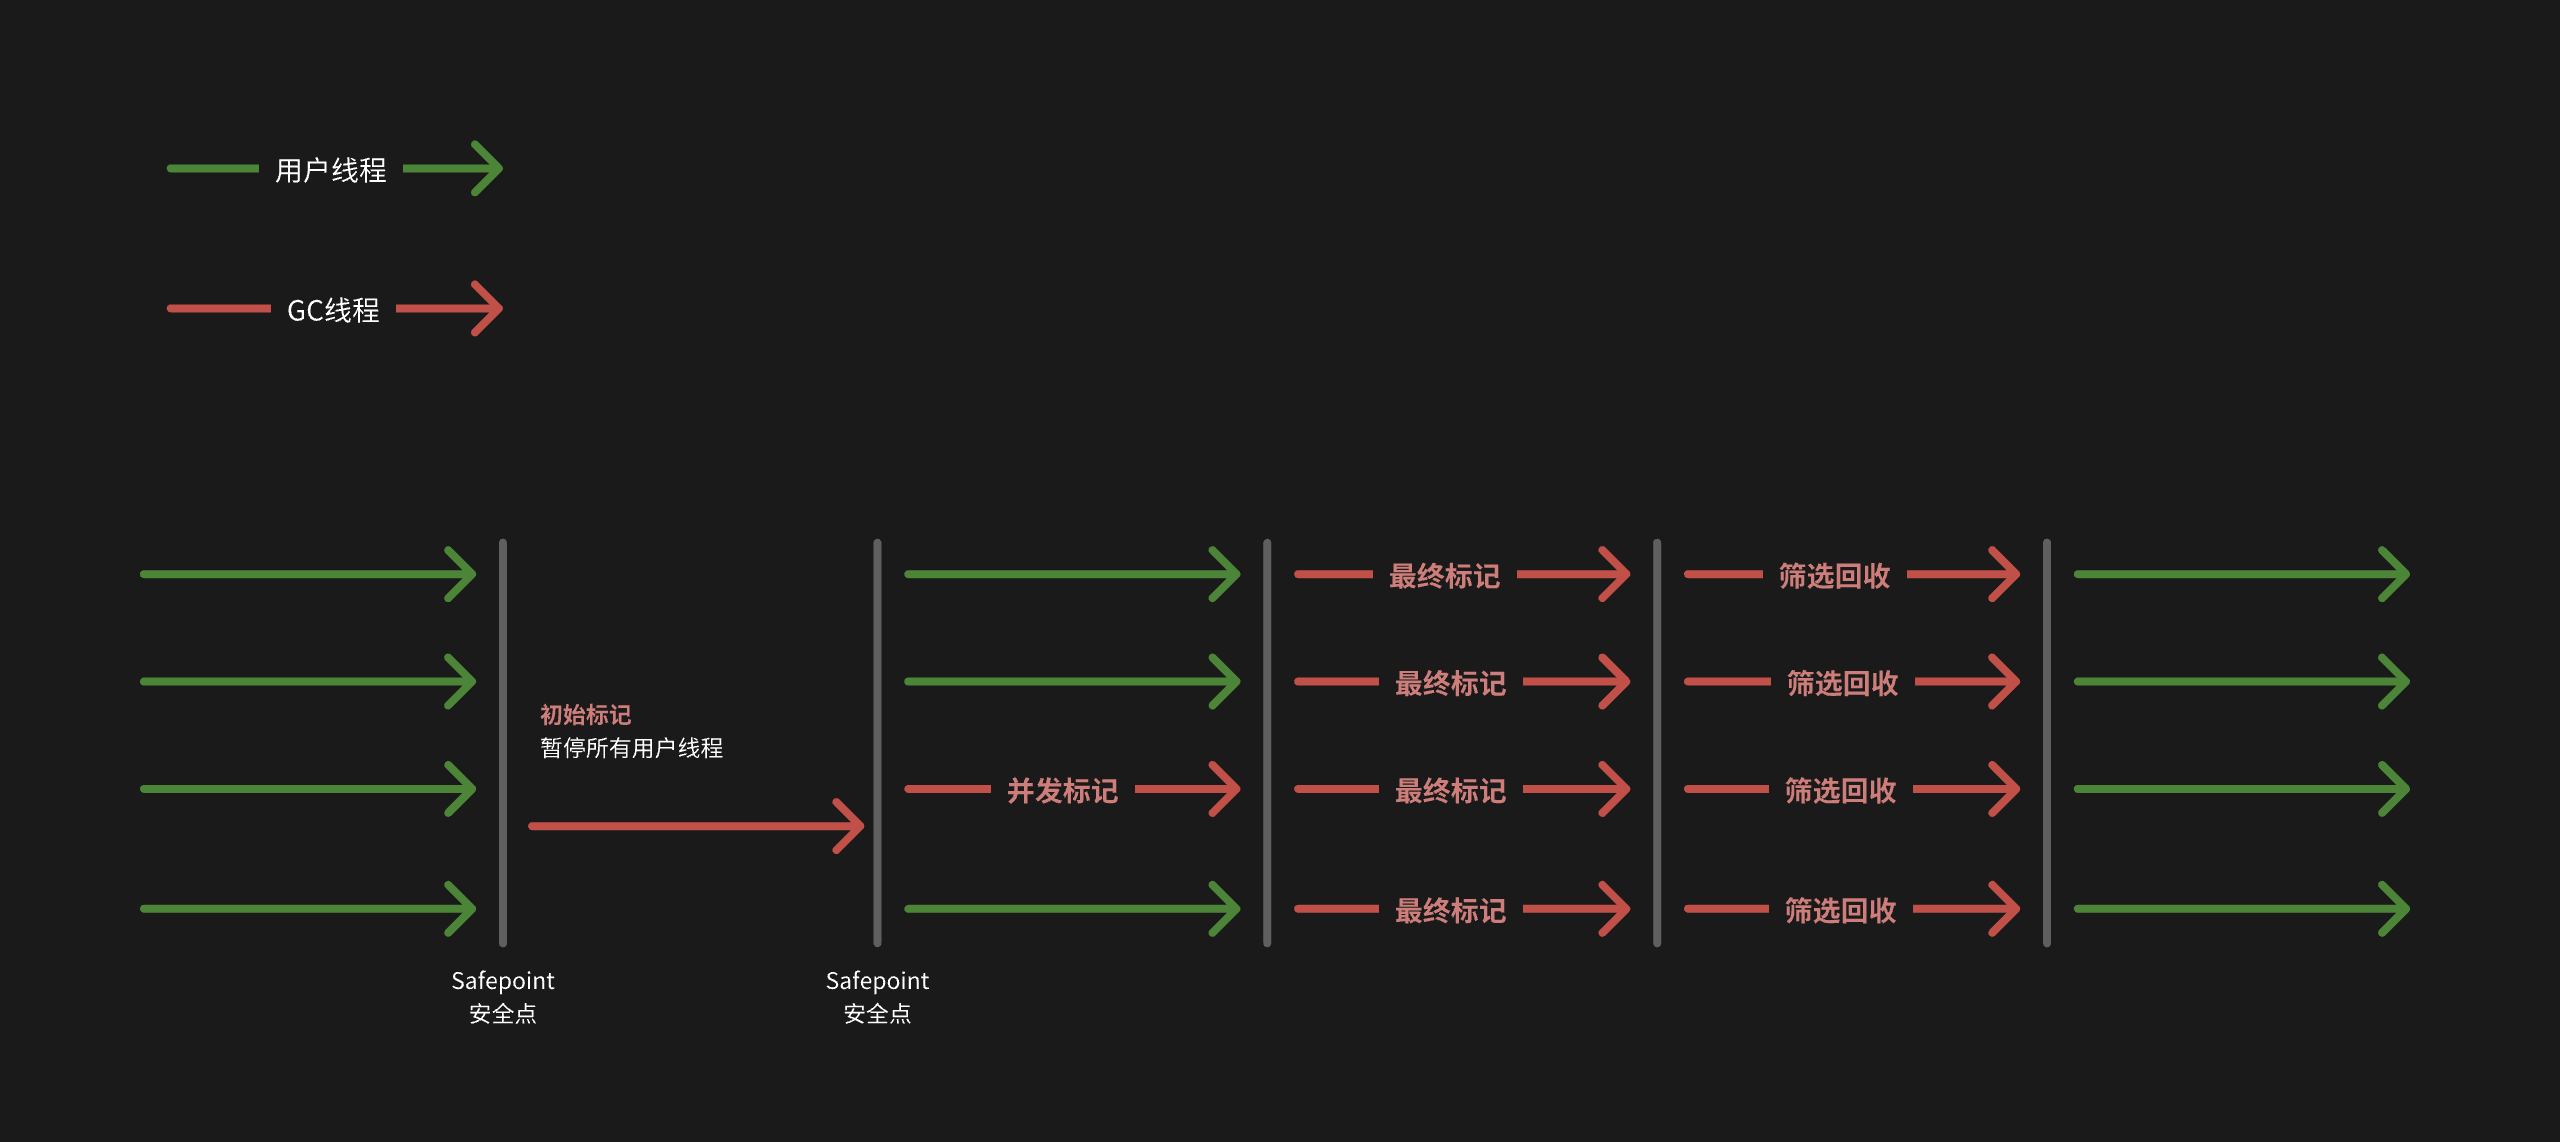 用户线程
GC线程
最终标记
筛选回收
最终标记
筛选回收
初始标记
暂停所有用户线程
并发标记
最终标记
筛选回收
最终标记
筛选回收
Safepoint
安全点
Safepoint
安全点